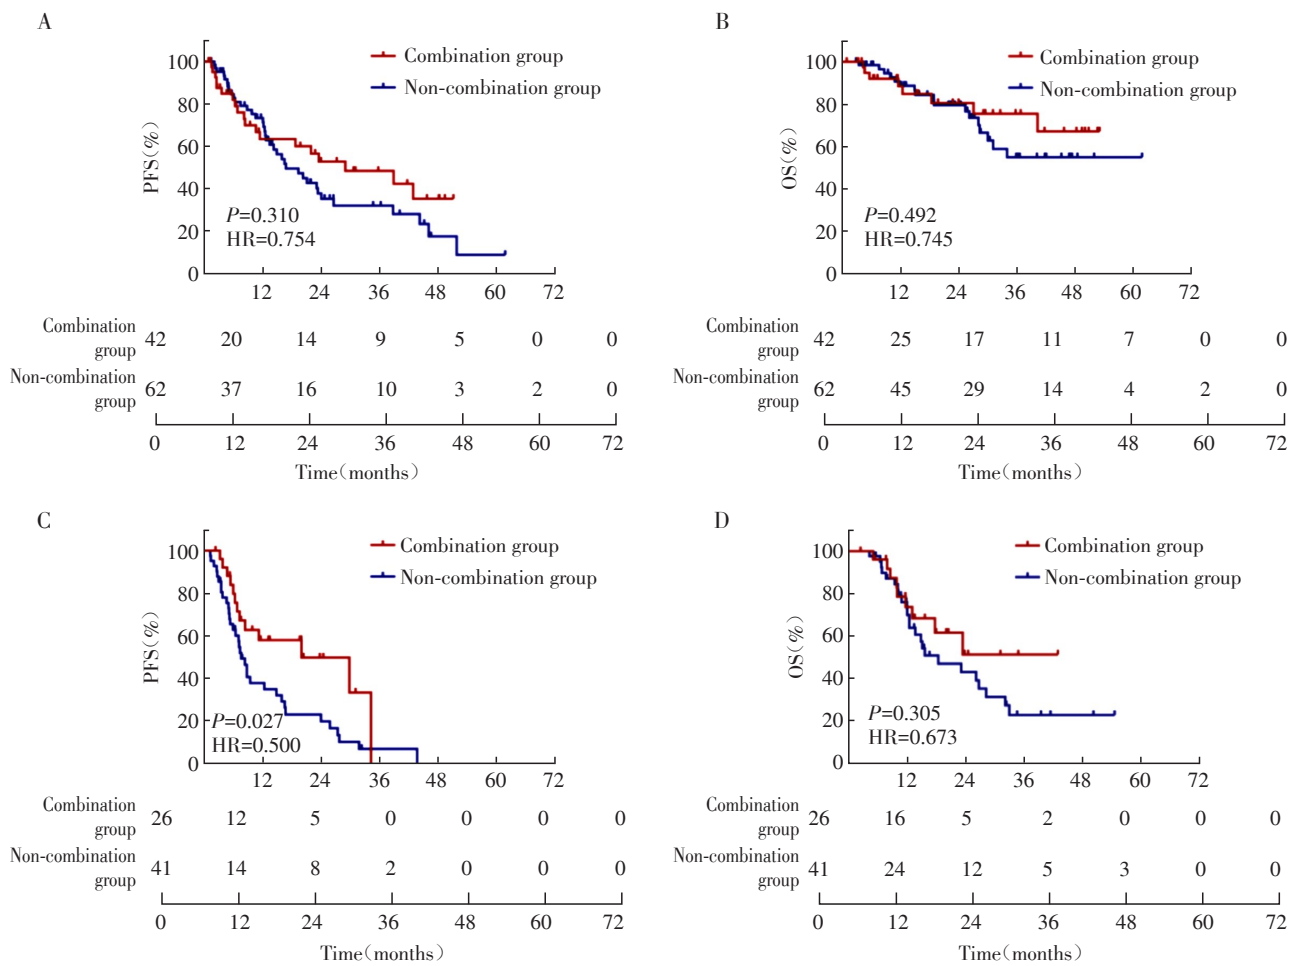 A
PFS(%)
100
80
60
40
20
0
Combination group
Non-combination group
P=0.310
HR=0.754
12 24 36 48 60 72
Combination
group
42 20 14 9 5 0 0
Non-combination
group
62 37 16 10 3 2 0
0 12 24 36 48 60 72
Time(months)
B
OS(%)
100
80
60
40
20
0
Combination group
Non-combination group
P=0.492
HR=0.745
12 24 36 48 60 72
Combination
group
42 25 17 11 7 0 0
Non-combination
group
62 45 29 14 4 2 0
0 12 24 36 48 60 72
Time(months)
C
PFS(%)
100
80
60
40
20
0
Combination group
Non-combination group
P=0.027
HR=0.500
12 24 36 48 60 72
Combination
group
26 12 5 0 0 0 0
Non-combination
group
41 14 8 2 0 0 0
0 12 24 36 48 60 72
Time(months)
D
OS(%)
100
80
60
40
20
0
Combination group
Non-combination group
P=0.305
HR=0.673
12 24 36 48 60 72
Combination
group
26 16 5 2 0 0 0
Non-combination
group
41 24 12 5 3 0 0
0 12 24 36 48 60 72
Time(months)